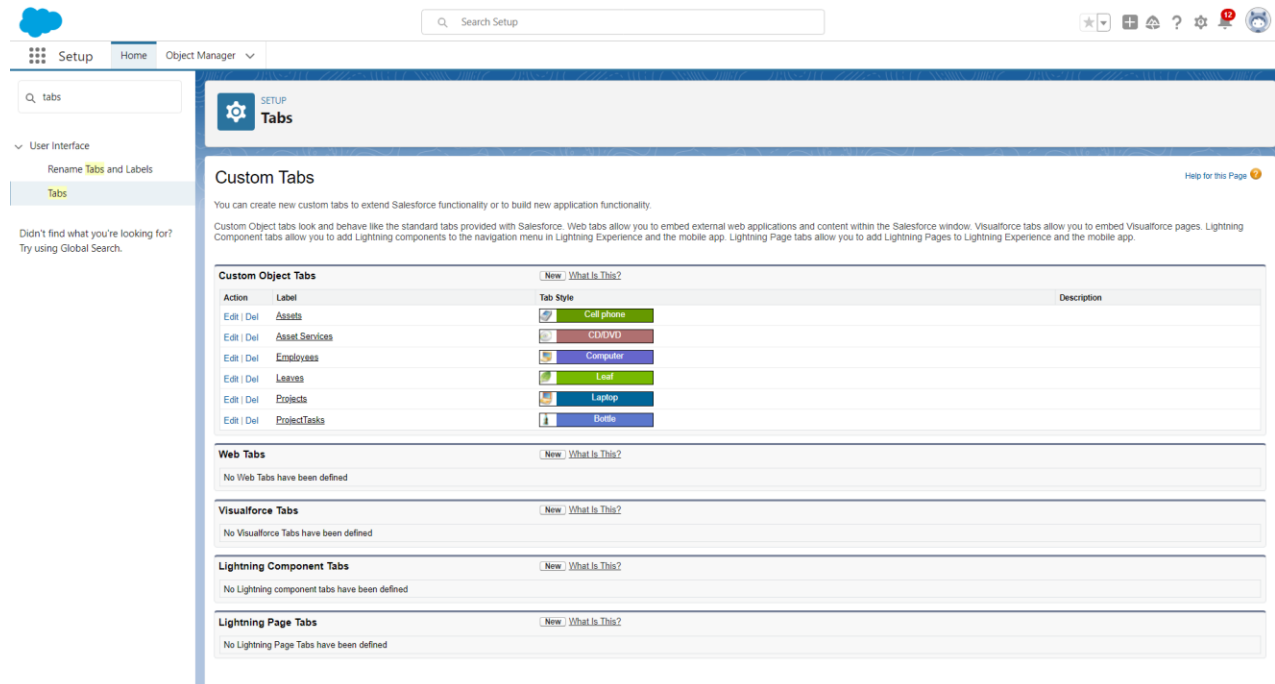 Search Setup
12
Setup Home Object Manager
tabs
SETUP
Tabs
User Interface
Rename Tabs and Labels
Tabs
Didn't find what you're looking for?
Try using Global Search.
Custom Tabs
Help for this Page
You can create new custom tabs to extend Salesforce functionality or to build new application functionality.
Custom Object tabs look and behave like the standard tabs provided with Salesforce. Web tabs allow you to embed external web applications and content within the Salesforce window. Visualforce tabs allow you to embed Visualforce pages. Lightning
Component tabs allow you to add Lightning components to the navigation menu in Lightning Experience and the mobile app. Lightning Page tabs allow you to add Lightning Pages to Lightning Experience and the mobile app.
Custom Object Tabs New What Is This?
Action Label Tab Style Description
Edit | Del Assets Cell phone
Edit | Del Asset Services CD/DVD
Edit | Del Employees Computer
Edit | Del Leaves Leaf
Edit | Del Projects Laptop
Edit | Del ProjectTasks Bottle
Web Tabs New What Is This?
No Web Tabs have been defined
Visualforce Tabs New What Is This?
No Visualforce Tabs have been defined
Lightning Component Tabs New What Is This?
No Lightning component tabs have been defined
Lightning Page Tabs New What Is This?
No Lightning Page Tabs have been defined